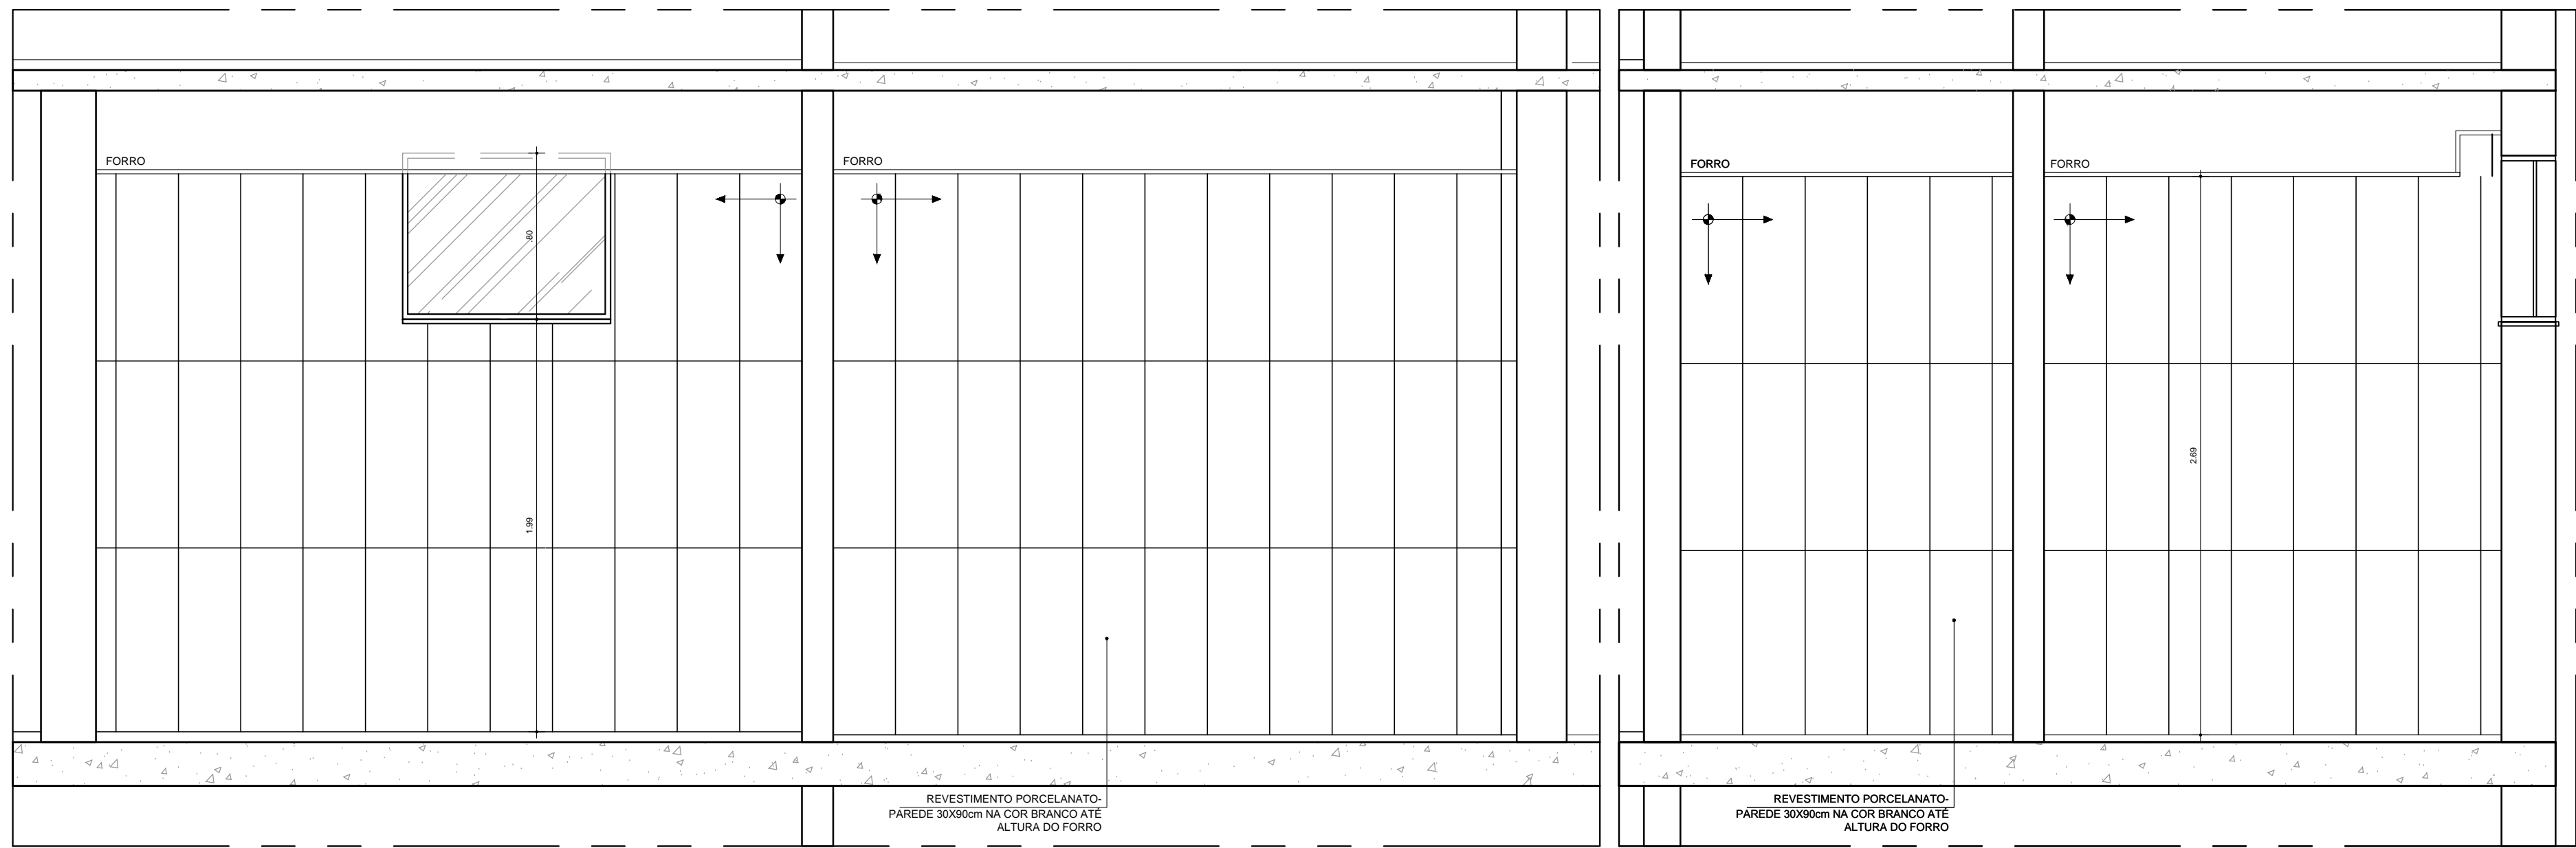 FORRO
FORRO
.80
1.99
REVESTIMENTO PORCELANATO-
PAREDE 30X90cm NA COR BRANCO ATÉ
ALTURA DO FORRO
FORRO
FORRO
2.69
REVESTIMENTO PORCELANATO-
PAREDE 30X90cm NA COR BRANCO ATÉ
ALTURA DO FORRO